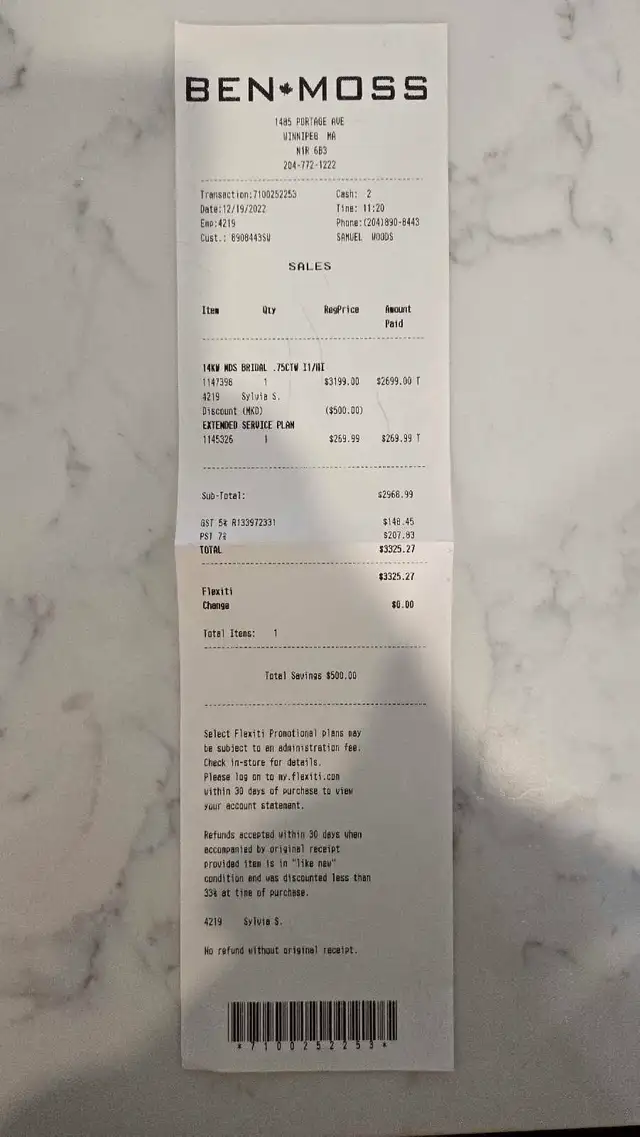 BEN MOSS
1485 PORTAGE AVE
WINNIPEG MA
N1R 6B3
204-772-1222
Transaction:7100252253 Cash: 2
Date:12/19/2022 Time: 11:20
Emp:4219 Phone:(204)890-8443
Cust.: 8908443SW SAMUEL WOODS
SALES
Item Qty RegPrice Amount
Paid
14KW NDS BRIDAL .75CTW I1/HI
1147398 1 $3199.00 $2699.00 T
4219 Sylvia S.
Discount (MKD) ($500.00)
EXTENDED SERVICE PLAN
1145326 1 $269.99 $269.99 T
Sub-Total: $2968.99
GST 5% R133972331 $148.45
PST 7% $207.83
TOTAL $3325.27
$3325.27
Flexiti
Change $0.00
Total Items: 1
Total Savings $500.00
Select Flexiti Promotional plans may
be subject to an administration fee.
Check in-store for details.
Please log on to my.flexiti.com
within 30 days of purchase to view
your account statement.
Refunds accepted within 30 days when
accompanied by original receipt
provided item is in "like new"
condition and was discounted less than
33% at time of purchase.
4219 Sylvia S.
No refund without original receipt.
*7100252253*